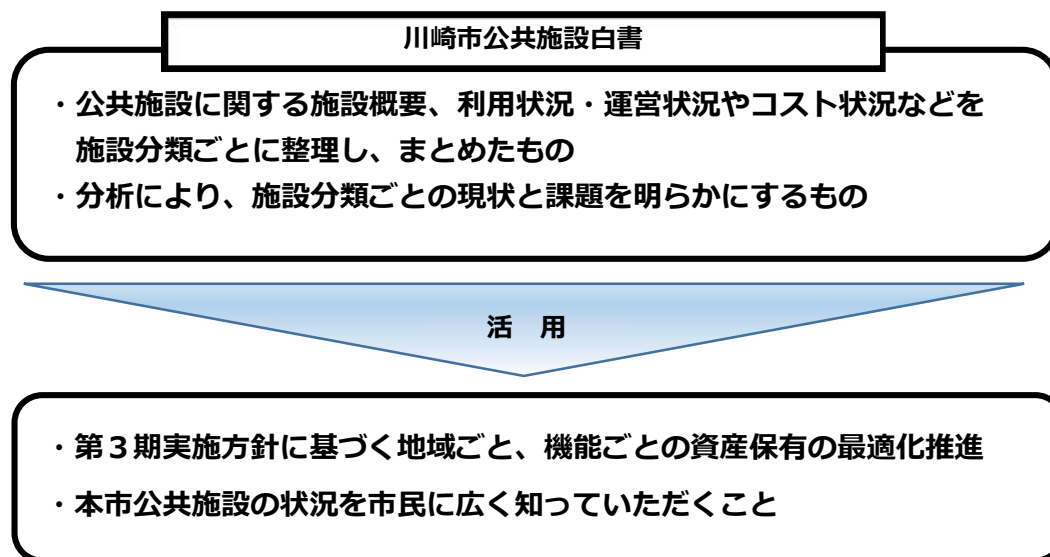 川崎市公共施設白書
・公共施設に関する施設概要、利用状況・運営状況やコスト状況などを
施設分類ごとに整理し、まとめたもの
・分析により、施設分類ごとの現状と課題を明らかにするもの
活　用
・第３期実施方針に基づく地域ごと、機能ごとの資産保有の最適化推進
・本市公共施設の状況を市民に広く知っていただくこと